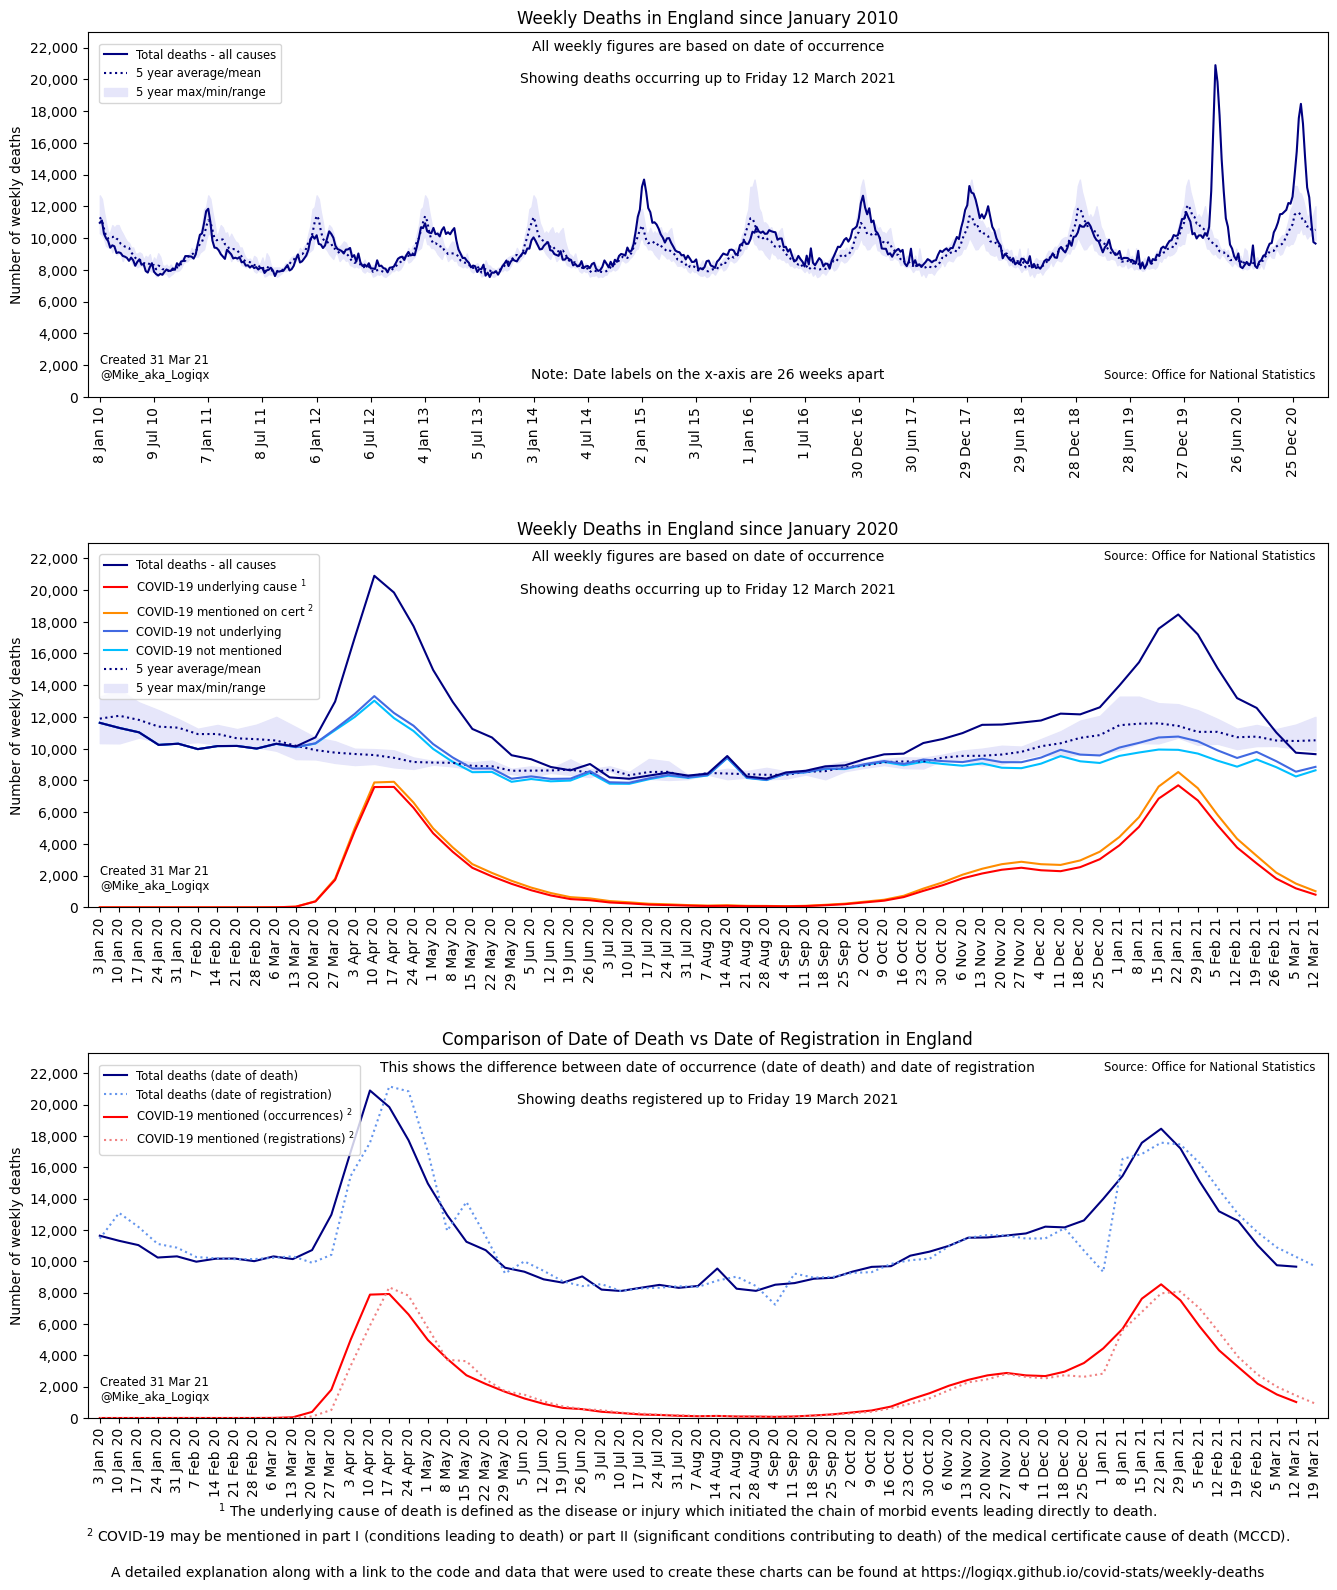 Weekly Deaths in England since January 2010
All weekly figures are based on date of occurrence
Showing deaths occurring up to Friday 12 March 2021
Total deaths - all causes
5 year average/mean
5 year max/min/range
Number of weekly deaths
22,000
20,000
18,000
16,000
14,000
12,000
10,000
8,000
6,000
4,000
2,000
0
Created 31 Mar 21
@Mike_aka_Logiqx
Note: Date labels on the x-axis are 26 weeks apart
Source: Office for National Statistics
8 Jan 10
9 Jul 10
7 Jan 11
8 Jul 11
6 Jan 12
6 Jul 12
4 Jan 13
5 Jul 13
3 Jan 14
4 Jul 14
2 Jan 15
3 Jul 15
1 Jan 16
1 Jul 16
30 Dec 16
30 Jun 17
29 Dec 17
29 Jun 18
28 Dec 18
28 Jun 19
27 Dec 19
26 Jun 20
25 Dec 20
Weekly Deaths in England since January 2020
All weekly figures are based on date of occurrence
Source: Office for National Statistics
Showing deaths occurring up to Friday 12 March 2021
Total deaths - all causes
COVID-19 underlying cause 1
COVID-19 mentioned on cert 2
COVID-19 not underlying
COVID-19 not mentioned
5 year average/mean
5 year max/min/range
Number of weekly deaths
22,000
20,000
18,000
16,000
14,000
12,000
10,000
8,000
6,000
4,000
2,000
0
Created 31 Mar 21
@Mike_aka_Logiqx
3 Jan 20
10 Jan 20
17 Jan 20
24 Jan 20
31 Jan 20
7 Feb 20
14 Feb 20
21 Feb 20
28 Feb 20
6 Mar 20
13 Mar 20
20 Mar 20
27 Mar 20
3 Apr 20
10 Apr 20
17 Apr 20
24 Apr 20
1 May 20
8 May 20
15 May 20
22 May 20
29 May 20
5 Jun 20
12 Jun 20
19 Jun 20
26 Jun 20
3 Jul 20
10 Jul 20
17 Jul 20
24 Jul 20
31 Jul 20
7 Aug 20
14 Aug 20
21 Aug 20
28 Aug 20
4 Sep 20
11 Sep 20
18 Sep 20
25 Sep 20
2 Oct 20
9 Oct 20
16 Oct 20
23 Oct 20
30 Oct 20
6 Nov 20
13 Nov 20
20 Nov 20
27 Nov 20
4 Dec 20
11 Dec 20
18 Dec 20
25 Dec 20
1 Jan 21
8 Jan 21
15 Jan 21
22 Jan 21
29 Jan 21
5 Feb 21
12 Feb 21
19 Feb 21
26 Feb 21
5 Mar 21
12 Mar 21
Comparison of Date of Death vs Date of Registration in England
This shows the difference between date of occurrence (date of death) and date of registration
Source: Office for National Statistics
Showing deaths registered up to Friday 19 March 2021
Total deaths (date of death)
Total deaths (date of registration)
COVID-19 mentioned (occurrences) 2
COVID-19 mentioned (registrations) 2
Number of weekly deaths
22,000
20,000
18,000
16,000
14,000
12,000
10,000
8,000
6,000
4,000
2,000
0
Created 31 Mar 21
@Mike_aka_Logiqx
3 Jan 20
10 Jan 20
17 Jan 20
24 Jan 20
31 Jan 20
7 Feb 20
14 Feb 20
21 Feb 20
28 Feb 20
6 Mar 20
13 Mar 20
20 Mar 20
27 Mar 20
3 Apr 20
10 Apr 20
17 Apr 20
24 Apr 20
1 May 20
8 May 20
15 May 20
22 May 20
29 May 20
5 Jun 20
12 Jun 20
19 Jun 20
26 Jun 20
3 Jul 20
10 Jul 20
17 Jul 20
24 Jul 20
31 Jul 20
7 Aug 20
14 Aug 20
21 Aug 20
28 Aug 20
4 Sep 20
11 Sep 20
18 Sep 20
25 Sep 20
2 Oct 20
9 Oct 20
16 Oct 20
23 Oct 20
30 Oct 20
6 Nov 20
13 Nov 20
20 Nov 20
27 Nov 20
4 Dec 20
11 Dec 20
18 Dec 20
25 Dec 20
1 Jan 21
8 Jan 21
15 Jan 21
22 Jan 21
29 Jan 21
5 Feb 21
12 Feb 21
19 Feb 21
26 Feb 21
5 Mar 21
12 Mar 21
19 Mar 21
1 The underlying cause of death is defined as the disease or injury which initiated the chain of morbid events leading directly to death.
2 COVID-19 may be mentioned in part I (conditions leading to death) or part II (significant conditions contributing to death) of the medical certificate cause of death (MCCD).
A detailed explanation along with a link to the code and data that were used to create these charts can be found at https://logiqx.github.io/covid-stats/weekly-deaths